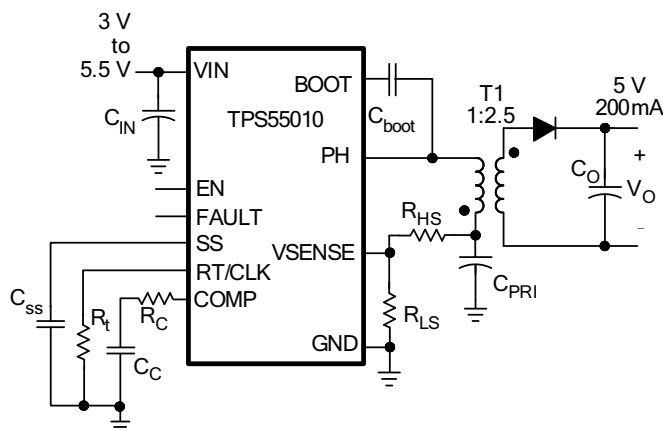 3 V
to
5.5 V
VIN
BOOT
TPS55010
C_IN
C_boot
T1
1:2.5
5 V
200mA
PH
C_O
+
V_O
-
EN
FAULT
R_HS
SS
VSENSE
RT/CLK
C_PRI
COMP
C_ss
R_t
R_C
R_LS
C_C
GND